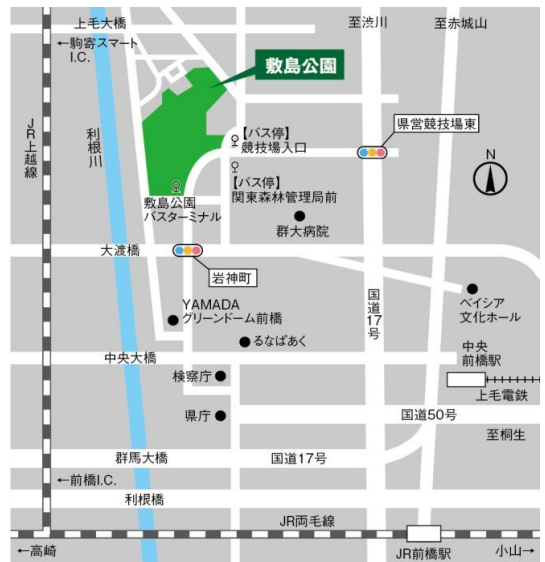 上毛大橋
至渋川
至赤城山
←駒寄スマート
I.C.
敷島公園
JR上越線
利根川
【バス停】
競技場入口
県営競技場東
【バス停】
関東森林管理局前
N
敷島公園
バスターミナル
群大病院
大渡橋
岩神町
YAMADA
グリーンドーム前橋
国道17号
ベイシア
文化ホール
るなぱあく
中央大橋
中央
前橋駅
検察庁
上毛電鉄
県庁
国道50号
至桐生
群馬大橋
国道17号
←前橋I.C.
利根橋
JR両毛線
←高崎
JR前橋駅
小山→